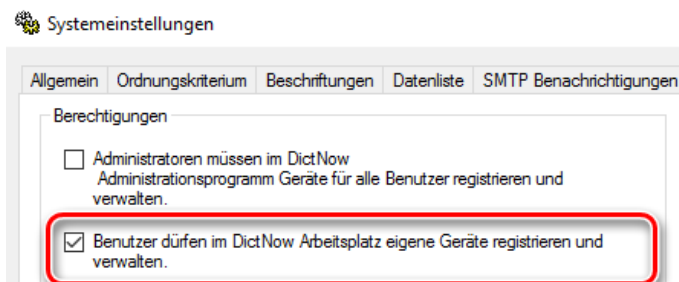 Systemeinstellungen
Allgemein Ordnungskriterium Beschriftungen Datenliste SMTP Benachrichtigungen
Berechtigungen
Administratoren müssen im DictNow
Administrationsprogramm Geräte für alle Benutzer registrieren und
verwalten.
Benutzer dürfen im DictNow Arbeitsplatz eigene Geräte registrieren und
verwalten.